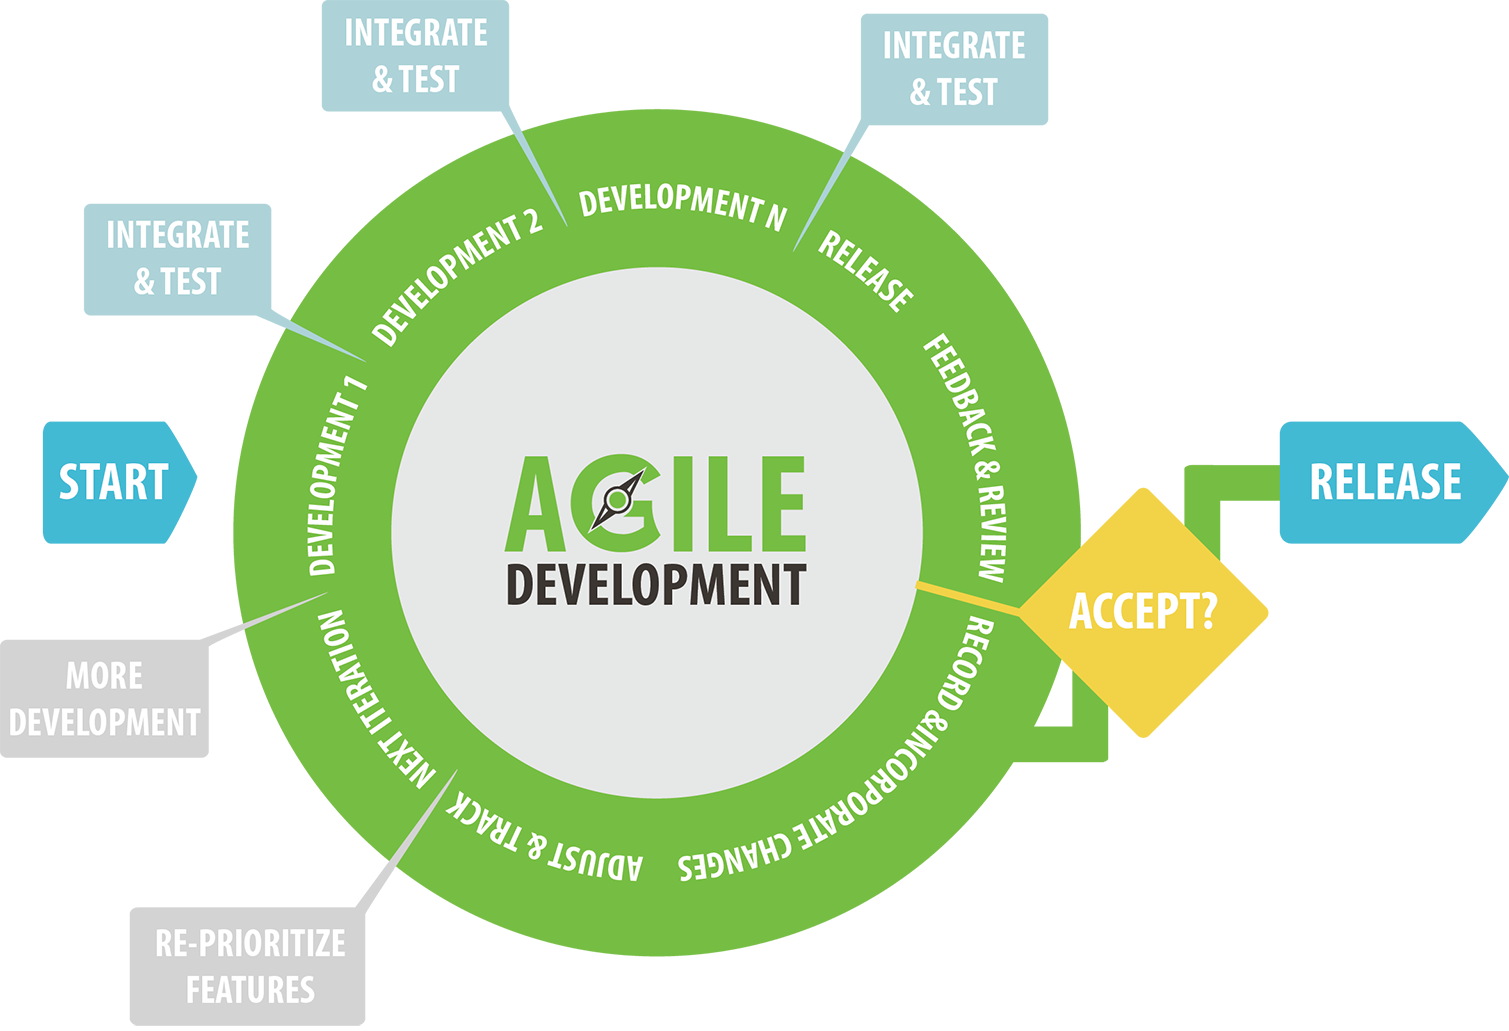 INTEGRATE
& TEST
INTEGRATE
& TEST
INTEGRATE
& TEST
START
DEVELOPMENT 1
DEVELOPMENT 2
DEVELOPMENT N
RELEASE
FEEDBACK & REVIEW
ACCEPT?
RELEASE
RECORD &INCORPORATE CHANGES
ADJUST & TRACK
NEXT ITERATION
AGILE
DEVELOPMENT
MORE
DEVELOPMENT
RE-PRIORITIZE
FEATURES